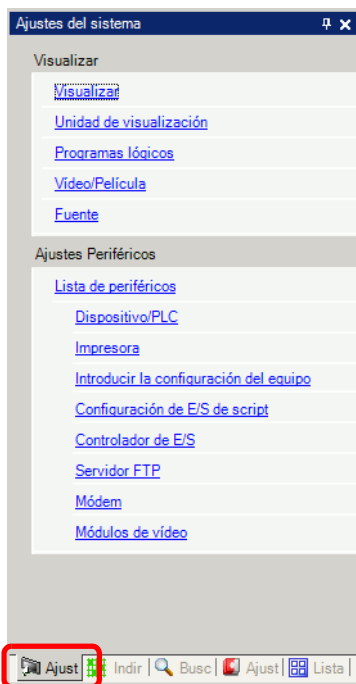 Ajustes del sistema
Visualizar
Visualizar
Unidad de visualización
Programas lógicos
Vídeo/Película
Fuente
Ajustes Periféricos
Lista de periféricos
Dispositivo/PLC
Impresora
Introducir la configuración del equipo
Configuración de E/S de script
Controlador de E/S
Servidor FTP
Módem
Módulos de vídeo
Ajust Indir Busc Ajust Lista